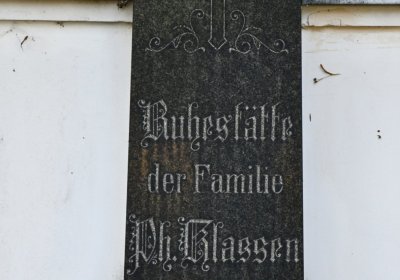 Ruhestätte
der Familie
Ph. Klassen